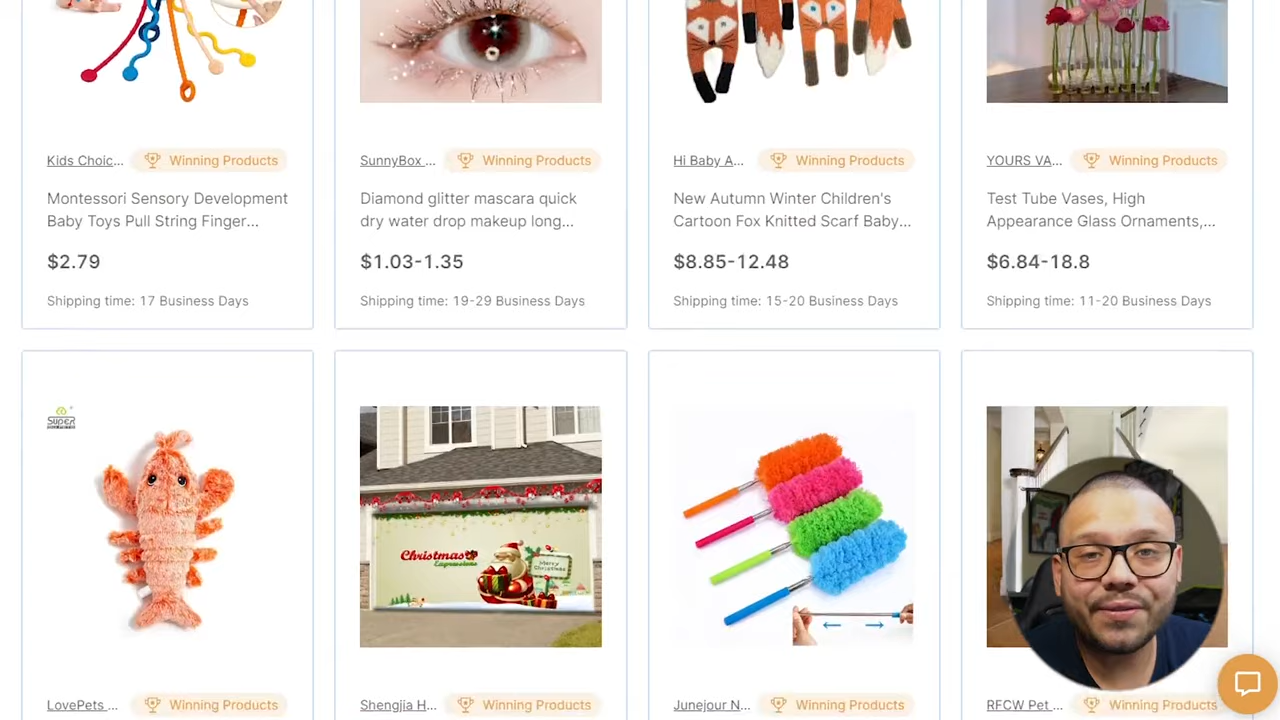 Kids Choic...
Winning Products
Montessori Sensory Development
Baby Toys Pull String Finger...
$2.79
Shipping time: 17 Business Days
SunnyBox ...
Winning Products
Diamond glitter mascara quick
dry water drop makeup long...
$1.03-1.35
Shipping time: 19-29 Business Days
Hi Baby A...
Winning Products
New Autumn Winter Children's
Cartoon Fox Knitted Scarf Baby...
$8.85-12.48
Shipping time: 15-20 Business Days
YOURS VA...
Winning Products
Test Tube Vases, High
Appearance Glass Ornaments,...
$6.84-18.8
Shipping time: 11-20 Business Days
SUPER
LovePets ...
Winning Products
Christmas
Expressions
Merry
Christmas
Shengjia H...
Winning Products
Junejour N...
Winning Products
RFCW Pet ...
Winning Products